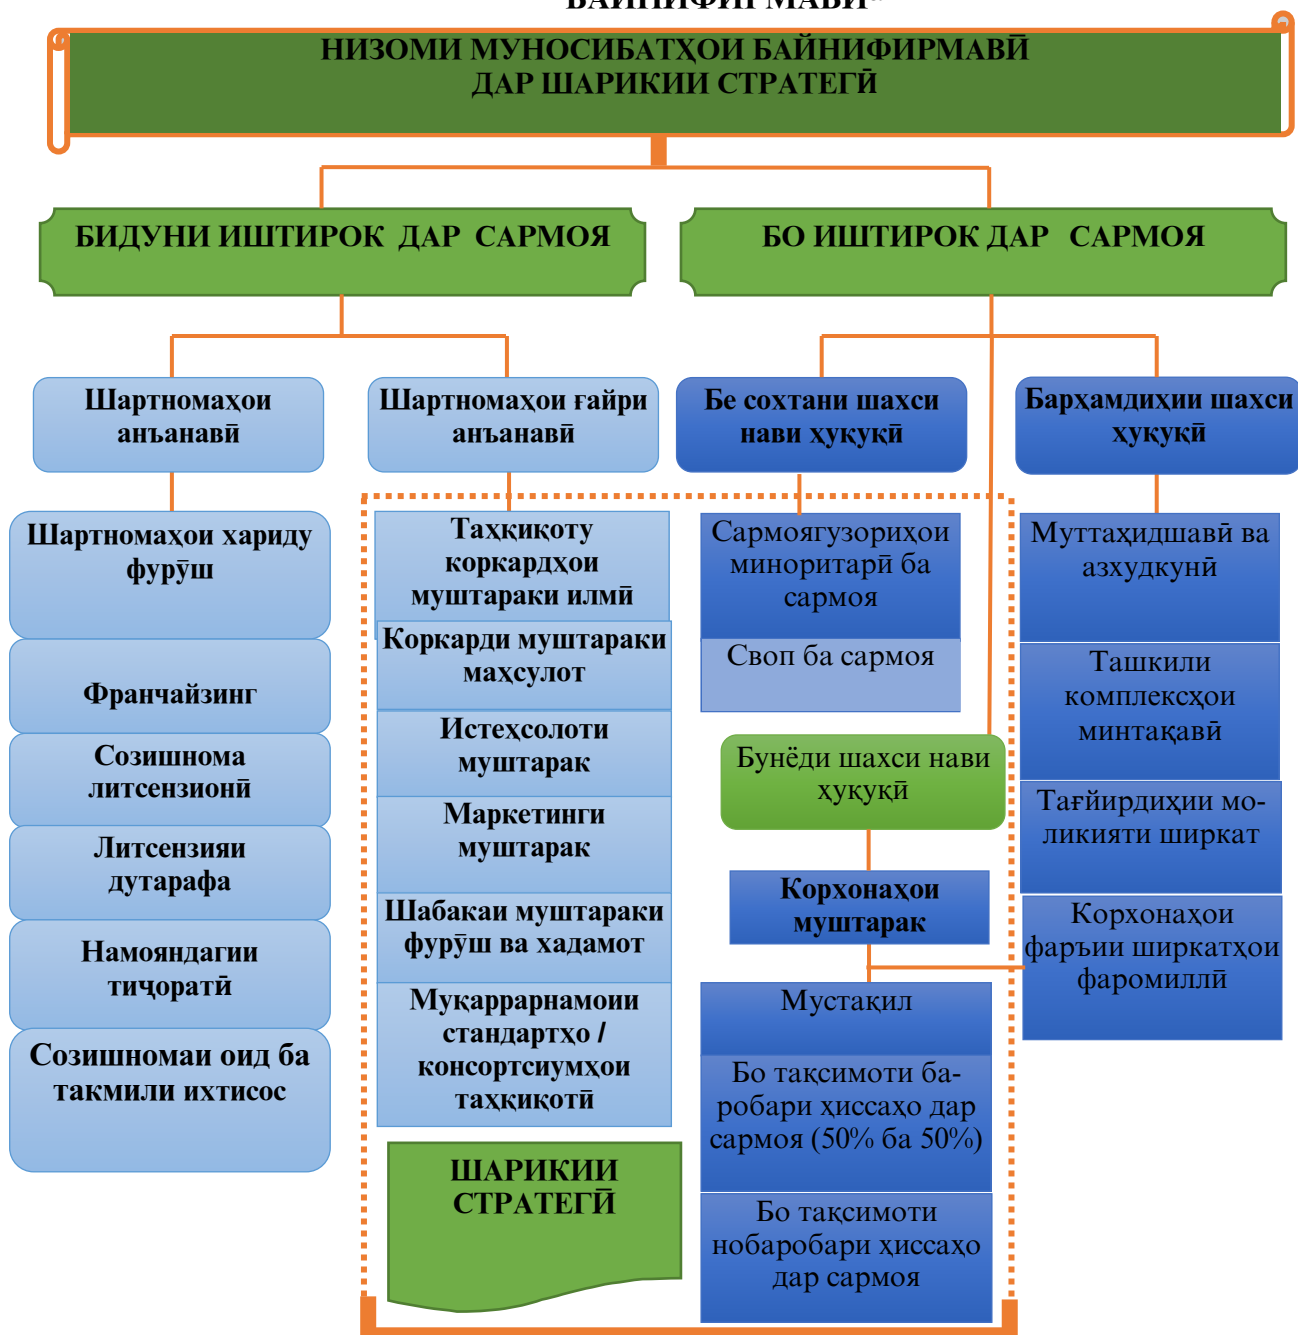 БАЙНИФИРМАВӢ
НИЗОМИ МУНОСИБАТҲОИ БАЙНИФИРМАВӢ
ДАР ШАРИКИИ СТРАТЕГӢ
БИДУНИ ИШТИРОК ДАР САРМОЯ
БО ИШТИРОК ДАР САРМОЯ
Шартномаҳои
анъанавӣ
Шартномаҳои ғайри
анъанавӣ
Бе сохтани шахси
нави ҳуқуқӣ
Барҳамдиҳии шахси
ҳуқуқӣ
Шартномаҳои хариду
фурӯш
Франчайзинг
Созишнома
литсензионӣ
Литсензияи
дутарафа
Намояндагии
тиҷоратӣ
Созишномаи оид ба
такмили ихтисос
Таҳқиқоту
коркардҳои
муштараки илмӣ
Коркарди муштараки
маҳсулот
Истеҳсолоти
муштарак
Маркетинги
муштарак
Шабакаи муштараки
фурӯш ва хадамот
Муқаррарнамоии
стандартҳо /
консортсиумҳои
таҳқиқотӣ
ШАРИКИИ
СТРАТЕГӢ
Сармоягузориҳои
миноритарӣ ба
сармоя
Своп ба сармоя
Бунёди шахси нави
ҳуқуқӣ
Корхонаҳои
муштарак
Мустақил
Бо тақсимоти ба-
робари ҳиссаҳо дар
сармоя (50% ба 50%)
Бо тақсимоти
нобаробари ҳиссаҳо
дар сармоя
Муттаҳидшавӣ ва
азхудкунӣ
Ташкили
комплексҳои
минтақавӣ
Тағйирдиҳии мо-
ликияти ширкат
Корхонаҳои
фаръии ширкатҳои
фаромиллӣ